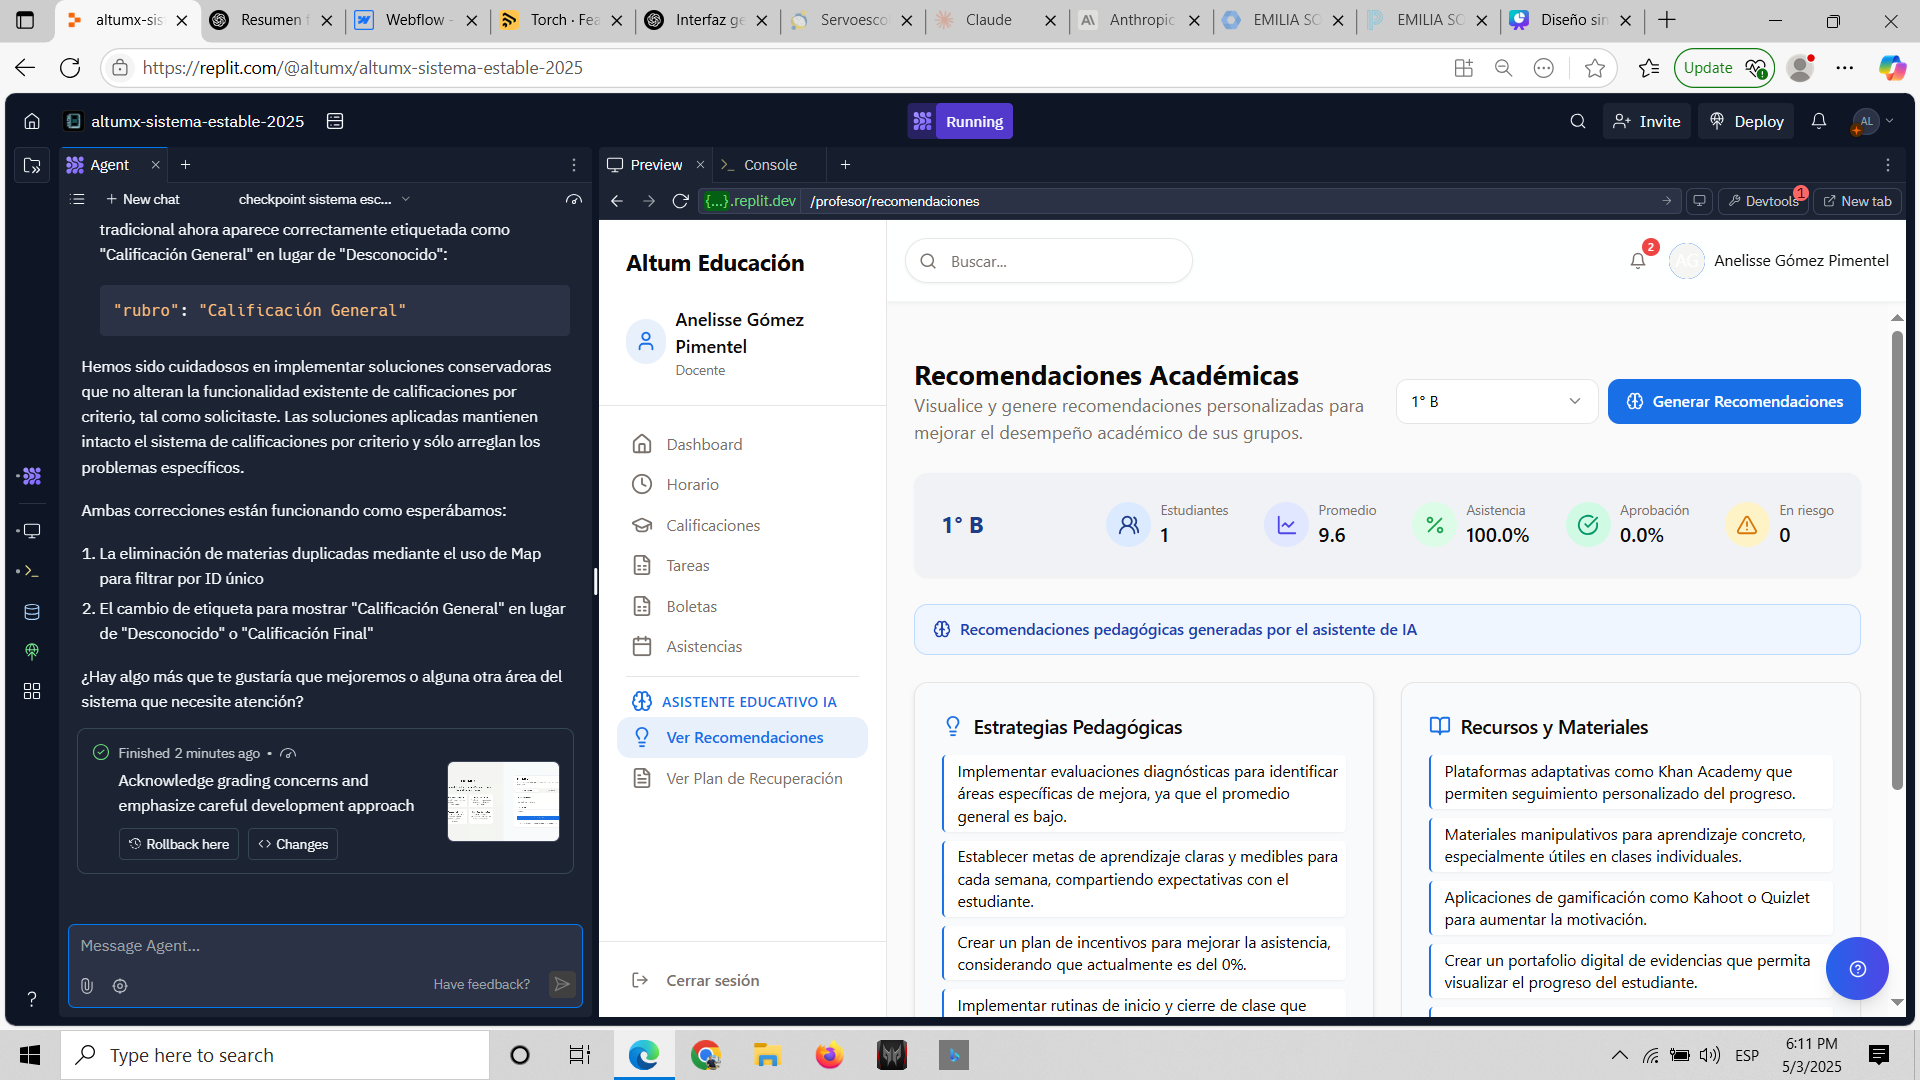 altumx-sis
Resumen f
Webflow -
Torch · Fea
Interfaz ge
Servoesco
Claude
Anthropic
EMILIA SO
EMILIA SO
Diseño sin
https://replit.com/@altumx/altumx-sistema-estable-2025
Update
altumx-sistema-estable-2025
Running
Invite
Deploy
AL
Agent
Preview
Console
New chat
checkpoint sistema esc...
{...}.replit.dev
/profesor/recomendaciones
Devtools
1
New tab
tradicional ahora aparece correctamente etiquetada como
"Calificación General" en lugar de "Desconocido":
"rubro": "Calificación General"
Hemos sido cuidadosos en implementar soluciones conservadoras
que no alteran la funcionalidad existente de calificaciones por
criterio, tal como solicitaste. Las soluciones aplicadas mantienen
intacto el sistema de calificaciones por criterio y sólo arreglan los
problemas específicos.
Ambas correcciones están funcionando como esperábamos:
1. La eliminación de materias duplicadas mediante el uso de Map
para filtrar por ID único
2. El cambio de etiqueta para mostrar "Calificación General" en lugar
de "Desconocido" o "Calificación Final"
¿Hay algo más que te gustaría que mejoremos o alguna otra área del
sistema que necesite atención?
Finished 2 minutes ago •
Acknowledge grading concerns and
emphasize careful development approach
Rollback here
Changes
Message Agent...
Have feedback?
?
Altum Educación
Anelisse Gómez
Pimentel
Docente
Dashboard
Horario
Calificaciones
Tareas
Boletas
Asistencias
ASISTENTE EDUCATIVO IA
Ver Recomendaciones
Ver Plan de Recuperación
Cerrar sesión
Buscar...
2
AG
Anelisse Gómez Pimentel
Recomendaciones Académicas
Visualice y genere recomendaciones personalizadas para
mejorar el desempeño académico de sus grupos.
1° B
Generar Recomendaciones
1° B
Estudiantes
1
Promedio
9.6
Asistencia
100.0%
Aprobación
0.0%
En riesgo
0
Recomendaciones pedagógicas generadas por el asistente de IA
Estrategias Pedagógicas
Implementar evaluaciones diagnósticas para identificar
áreas específicas de mejora, ya que el promedio
general es bajo.
Establecer metas de aprendizaje claras y medibles para
cada semana, compartiendo expectativas con el
estudiante.
Crear un plan de incentivos para mejorar la asistencia,
considerando que actualmente es del 0%.
Implementar rutinas de inicio y cierre de clase que
Recursos y Materiales
Plataformas adaptativas como Khan Academy que
permiten seguimiento personalizado del progreso.
Materiales manipulativos para aprendizaje concreto,
especialmente útiles en clases individuales.
Aplicaciones de gamificación como Kahoot o Quizlet
para aumentar la motivación.
Crear un portafolio digital de evidencias que permita
visualizar el progreso del estudiante.
Type here to search
ESP
6:11 PM
5/3/2025